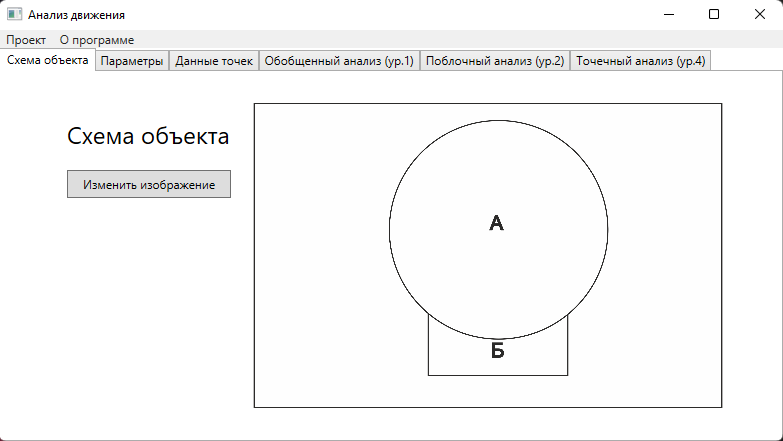 Анализ движения
Проект О программе
Схема объекта Параметры Данные точек Обобщенный анализ (ур.1) Поблочный анализ (ур.2) Точечный анализ (ур.4)
Схема объекта
Изменить изображение
А
Б